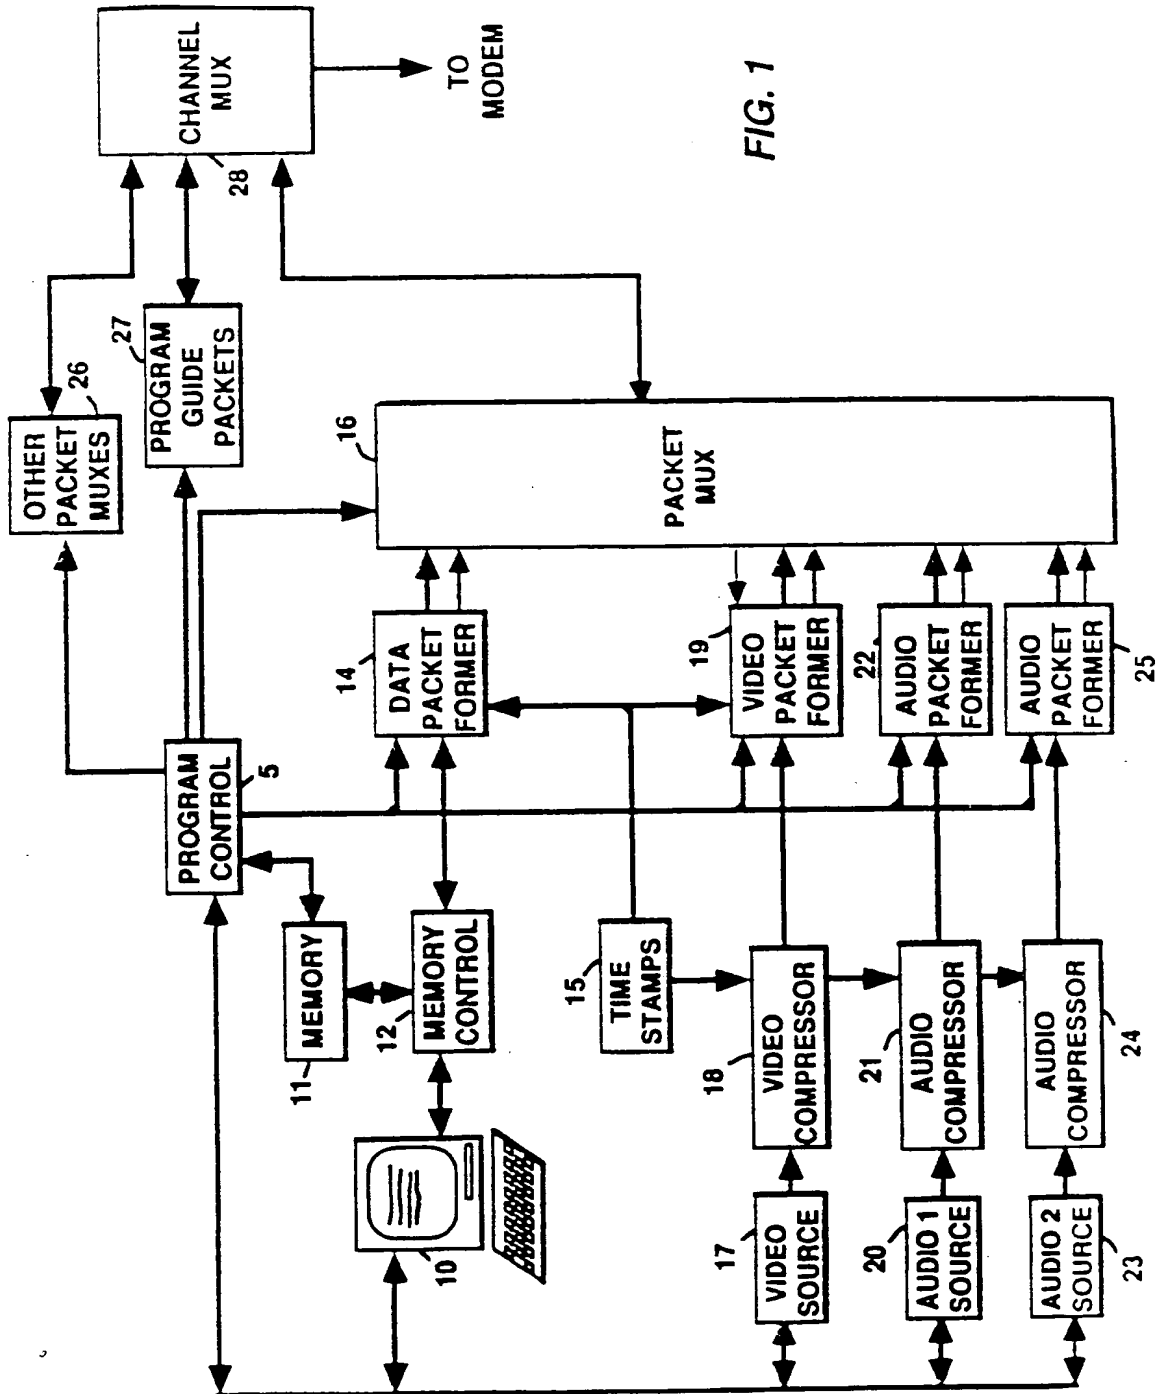 CHANNEL
MUX
28
TO
MODEM
FIG. 1
OTHER
PACKET
MUXES
26
PROGRAM
GUIDE
PACKETS
27
PACKET
MUX
16
PROGRAM
CONTROL
5
DATA
PACKET
FORMER
14
VIDEO
PACKET
FORMER
19
AUDIO
PACKET
FORMER
22
AUDIO
PACKET
FORMER
25
MEMORY
11
MEMORY
CONTROL
12
TIME
STAMPS
15
VIDEO
COMPRESSOR
18
AUDIO
COMPRESSOR
21
AUDIO
COMPRESSOR
24
10
VIDEO
SOURCE
17
AUDIO 1
SOURCE
20
AUDIO 2
SOURCE
23